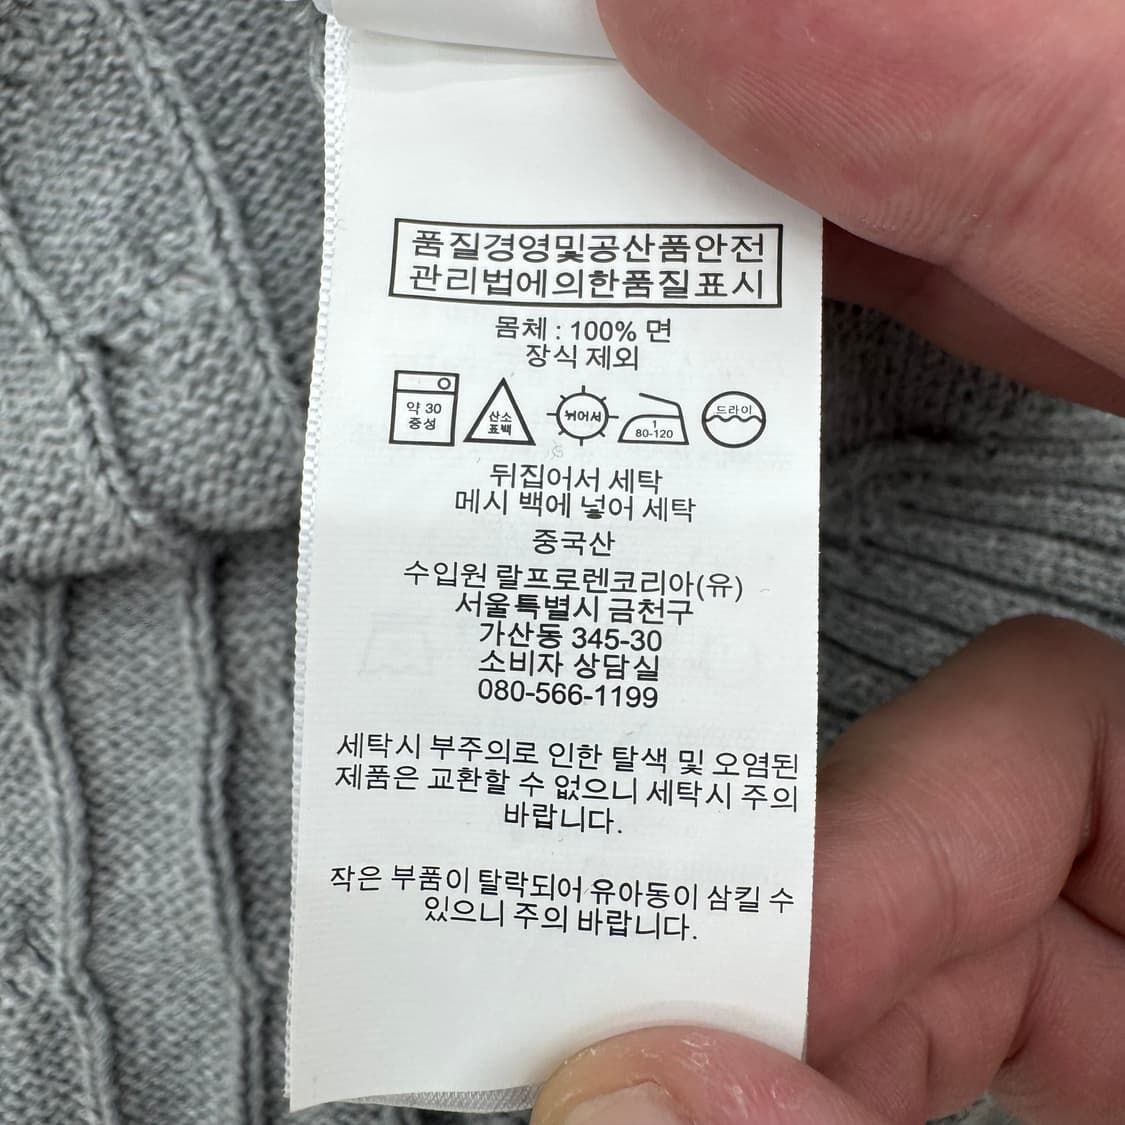 품질경영및공산품안전
관리법에의한품질표시
몸체 : 100% 면
장식 제외
약 30
중성
산소
표백
뉘어서
1
80-120
드라이
뒤집어서 세탁
메시 백에 넣어 세탁
중국산
수입원 랄프로렌코리아(유)
서울특별시 금천구
가산동 345-30
소비자 상담실
080-566-1199
세탁시 부주의로 인한 탈색 및 오염된
제품은 교환할 수 없으니 세탁시 주의
바랍니다.
작은 부품이 탈락되어 유아동이 삼킬 수
있으니 주의 바랍니다.